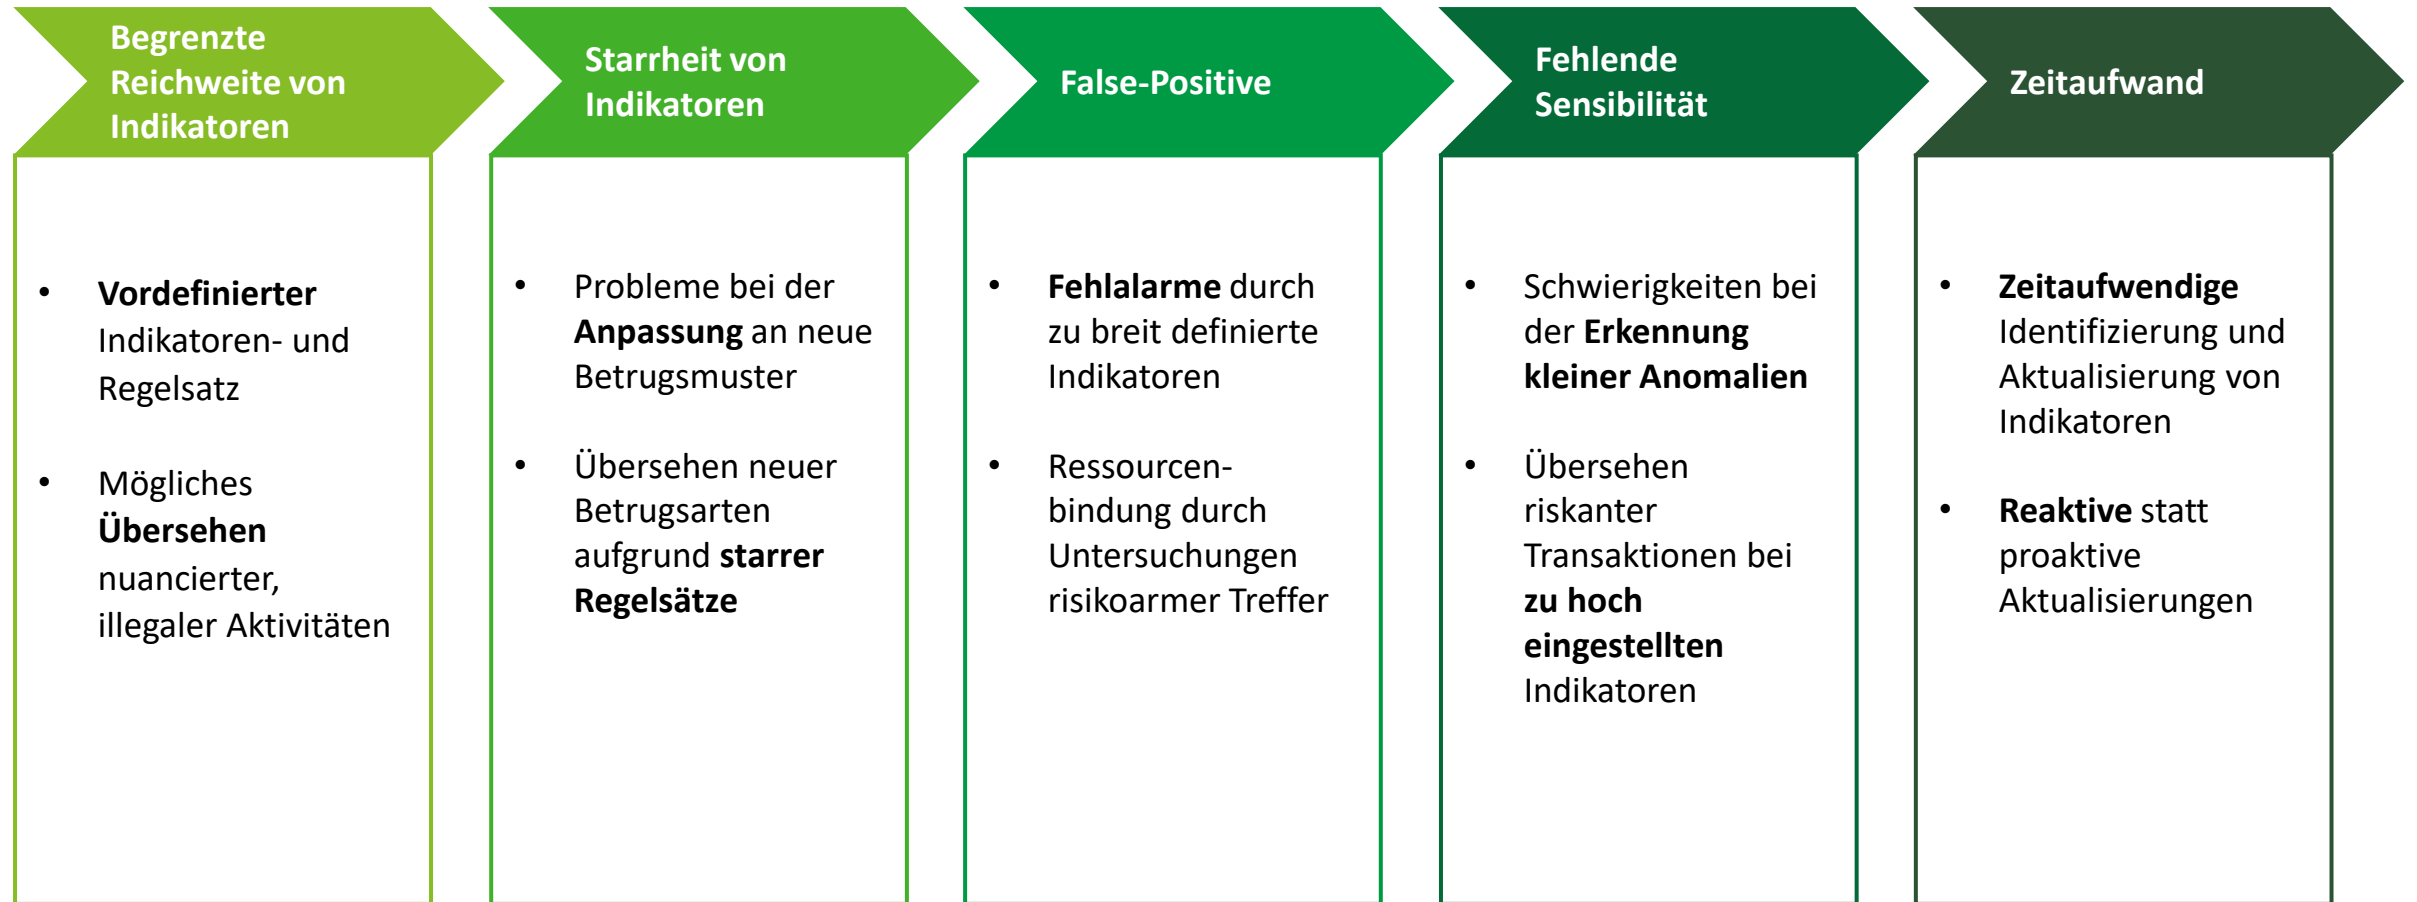 Begrenzte
Reichweite von
Indikatoren
• Vordefinierter
Indikatoren- und
Regelsatz
• Mögliches
Übersehen
nuancierter,
illegaler Aktivitäten
Starrheit von
Indikatoren
• Probleme bei der
Anpassung an neue
Betrugsmuster
• Übersehen neuer
Betrugsarten
aufgrund starrer
Regelsätze
False-Positive
• Fehlalarme durch
zu breit definierte
Indikatoren
• Ressourcen-
bindung durch
Untersuchungen
risikoarmer Treffer
Fehlende
Sensibilität
• Schwierigkeiten bei
der Erkennung
kleiner Anomalien
• Übersehen
riskanter
Transaktionen bei
zu hoch
eingestellten
Indikatoren
Zeitaufwand
• Zeitaufwendige
Identifizierung und
Aktualisierung von
Indikatoren
• Reaktive statt
proaktive
Aktualisierungen